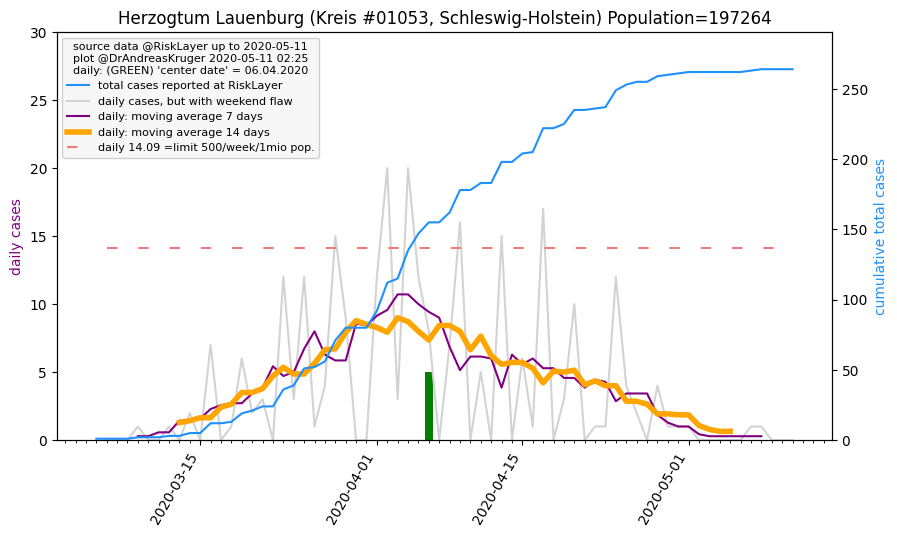 Herzogtum Lauenburg (Kreis #01053, Schleswig-Holstein) Population=197264
source data @RiskLayer up to 2020-05-11
plot @DrAndreasKruger 2020-05-11 02:25
daily: (GREEN) 'center date' = 06.04.2020
total cases reported at RiskLayer
daily cases, but with weekend flaw
daily: moving average 7 days
daily: moving average 14 days
daily 14.09 =limit 500/week/1mio pop.
daily cases
30
25
20
15
10
5
0
cumulative total cases
250
200
150
100
50
0
2020-03-15
2020-04-01
2020-04-15
2020-05-01